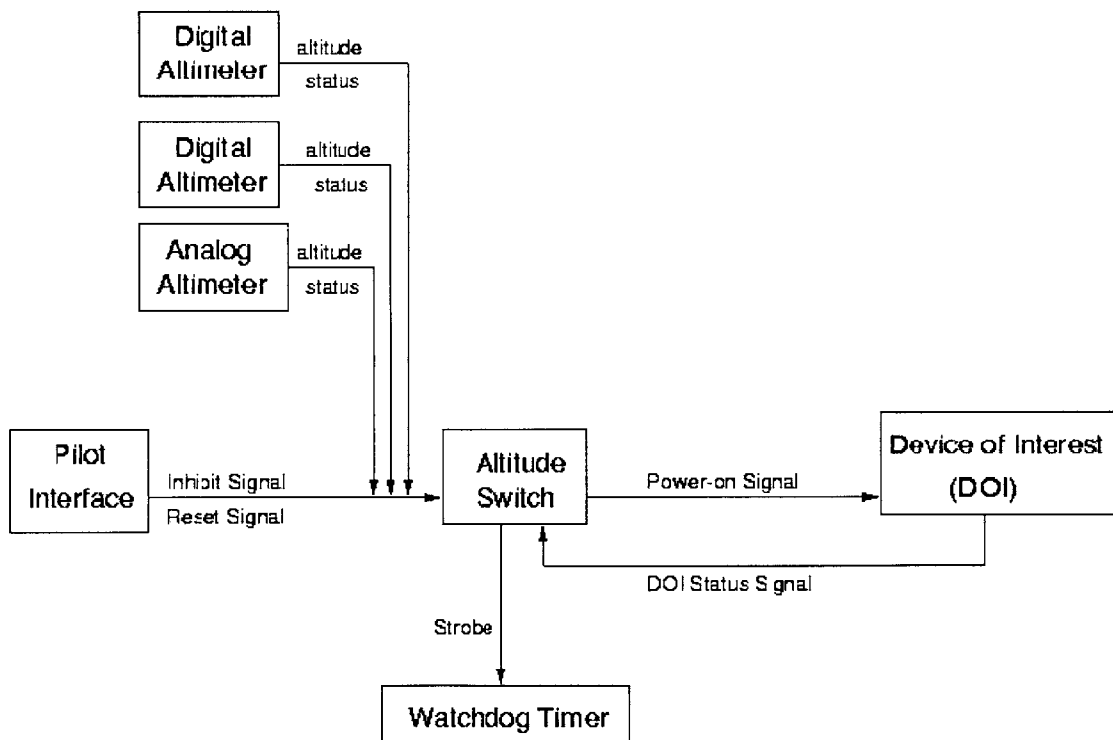 Digital
Altimeter
altitude
status
Digital
Altimeter
altitude
status
Analog
Altimeter
altitude
status
Pilot
Interface
Inhibit Signal
Reset Signal
Altitude
Switch
Power-on Signal
Device of Interest
(DOI)
DOI Status Signal
Strobe
Watchdog Timer